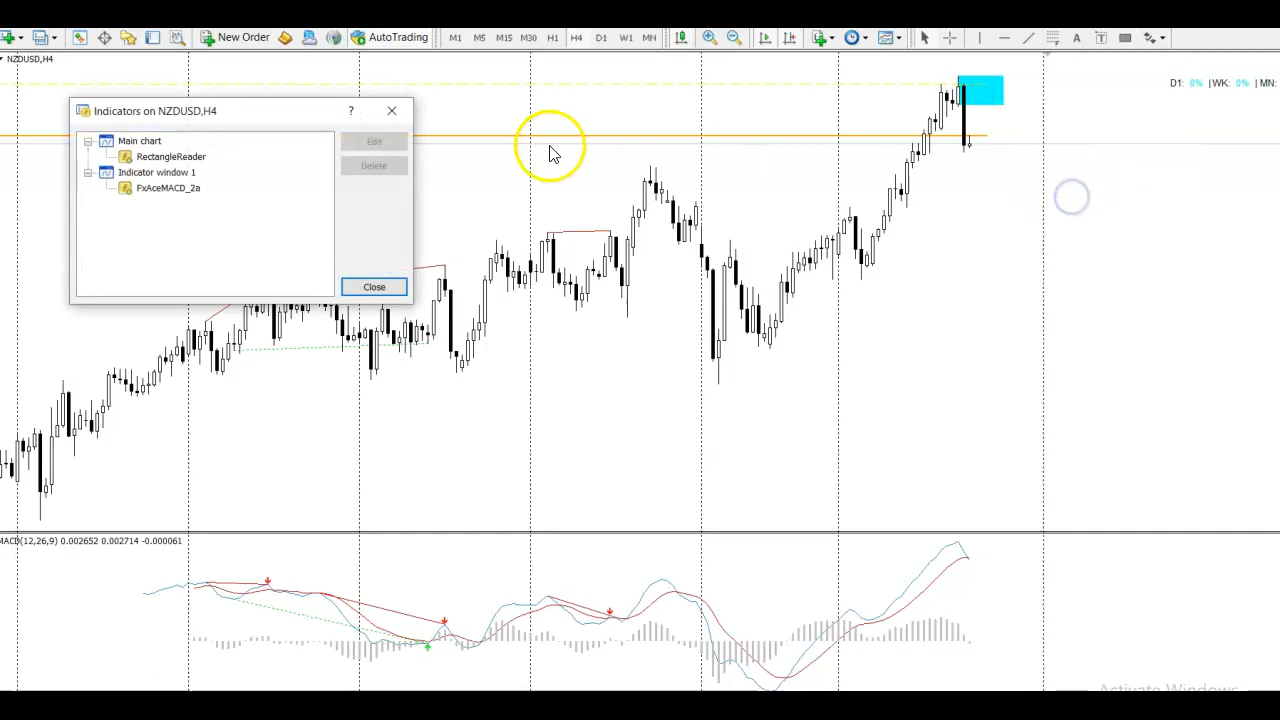 New Order
AutoTrading
M1 M5 M15 M30 H1 H4 D1 W1 MN
A T
NZDUSD,H4
D1: 0% |WK: 0% |MN:
Indicators on NZDUSD,H4
?
Main chart
RectangleReader
Indicator window 1
FxAceMACD_2a
Edit
Delete
Close
MACD(12,26,9) 0.002652 0.002714 -0.000061
Activate Windows